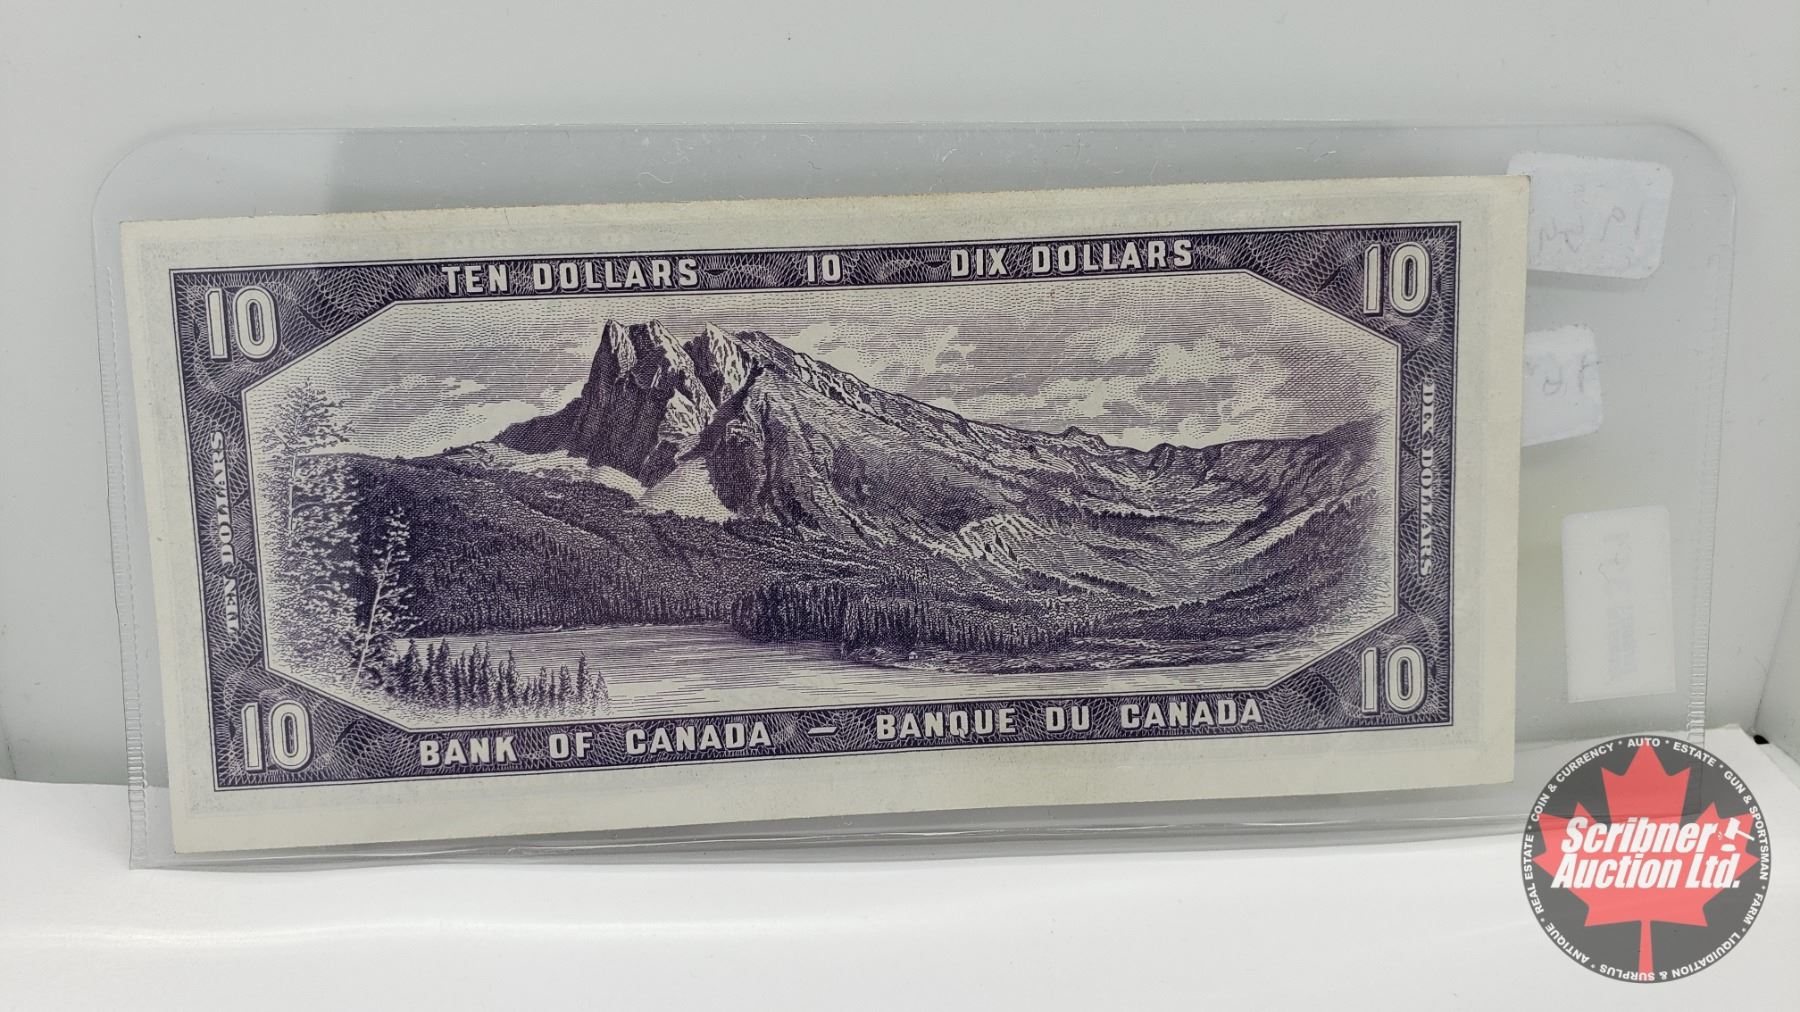 TEN DOLLARS 10 DIX DOLLARS
10 10
TEN DOLLARS
DIX DOLLARS
10 10
BANK OF CANADA – BANQUE DU CANADA
Scribner
Auction Ltd.
REAL ESTATE * COIN & CURRENCY * AUTO * ESTATE * GUN & SPORTSMAN * FARM * LIQUIDATION & SURPLUS * ANTIQUE *